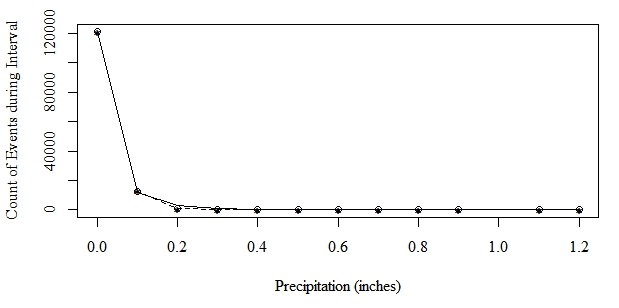 Count of Events during Interval
120000
80000
40000
0
0.0 0.2 0.4 0.6 0.8 1.0 1.2
Precipitation (inches)